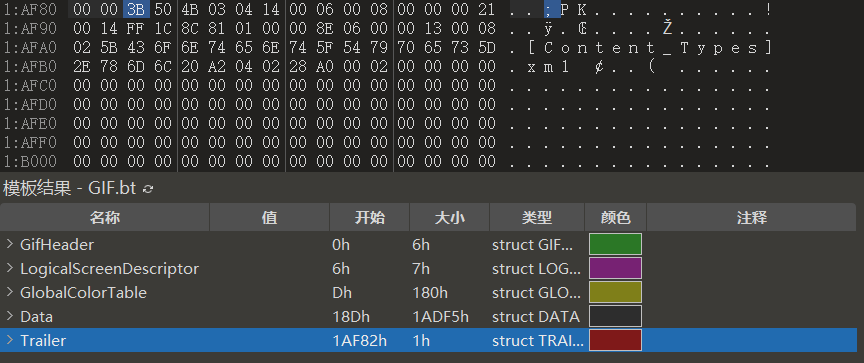 1:AF80 00 00 3B 50 4B 03 04 14 00 06 00 08 00 00 00 21 . . ; P K . . . . . . . . . . !
1:AF90 00 14 FF 1C 8C 81 01 00 00 8E 06 00 00 13 00 08 . . ÿ . Œ . . . . Ž . . . . . .
1:AFA0 02 5B 43 6F 6E 74 65 6E 74 5F 54 79 70 65 73 5D . [ C o n t e n t _ T y p e s ]
1:AFB0 2E 78 6D 6C 20 A2 04 02 28 A0 00 02 00 00 00 00 . x m l ¢ . . ( . . . . . .
1:AFC0 00 00 00 00 00 00 00 00 00 00 00 00 00 00 00 00 . . . . . . . . . . . . . . . .
1:AFD0 00 00 00 00 00 00 00 00 00 00 00 00 00 00 00 00 . . . . . . . . . . . . . . . .
1:AFE0 00 00 00 00 00 00 00 00 00 00 00 00 00 00 00 00 . . . . . . . . . . . . . . . .
1:AFF0 00 00 00 00 00 00 00 00 00 00 00 00 00 00 00 00 . . . . . . . . . . . . . . . .
1:B000 00 00 00 00 00 00 00 00 00 00 00 00 00 00 00 00 . . . . . . . . . . . . . . . .
模板结果 - GIF.bt
名称 值 开始 大小 类型 颜色 注释
GifHeader 0h 6h struct GIF...
LogicalScreenDescriptor 6h 7h struct LOG...
GlobalColorTable Dh 180h struct GLO...
Data 18Dh 1ADF5h struct DATA
Trailer 1AF82h 1h struct TRAI...